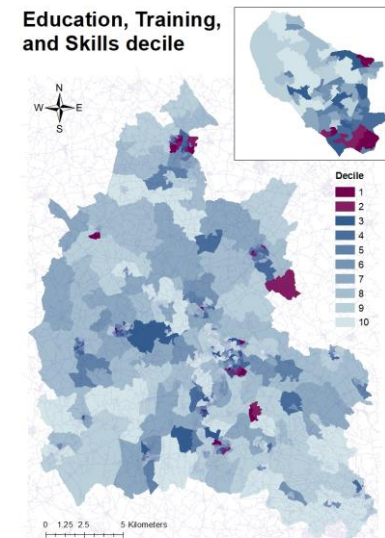 Education, Training,
and Skills decile
N
W E
S
Decile
1
2
3
4
5
6
7
8
9
10
0 1.25 2.5 5 Kilometers